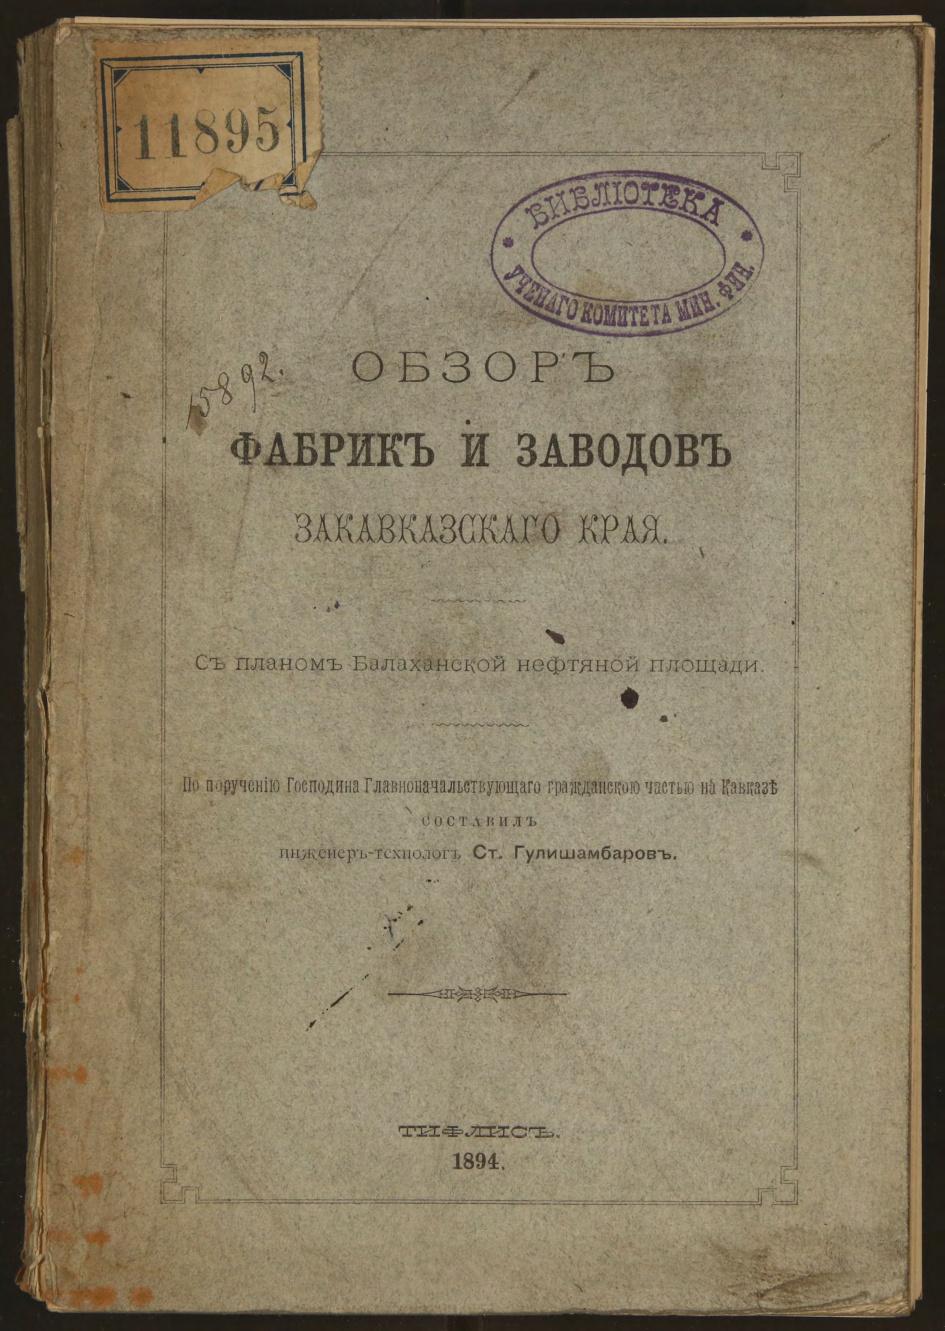 11895
БИБЛІОТЕКА
УЧЕНАГО КОМИТЕТА МИН. ФИН.
15892.
ОБЗОРЪ
ФАБРИКЪ И ЗАВОДОВЪ
ЗАКАВКАЗСКАГО КРАЯ.
Съ планомъ Балаханской нефтяной площади.
По порученію Господина Главноначальствующаго гражданскою частью на Кавказѣ
составилъ
инженеръ-технологъ Ст. Гулишамбаровъ.
ТИФЛИСЪ.
1894.